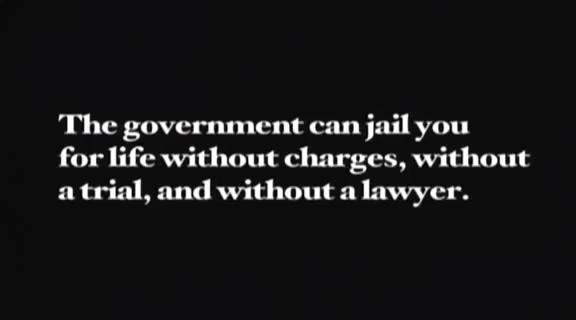 The government can jail you
for life without charges, without
a trial, and without a lawyer.